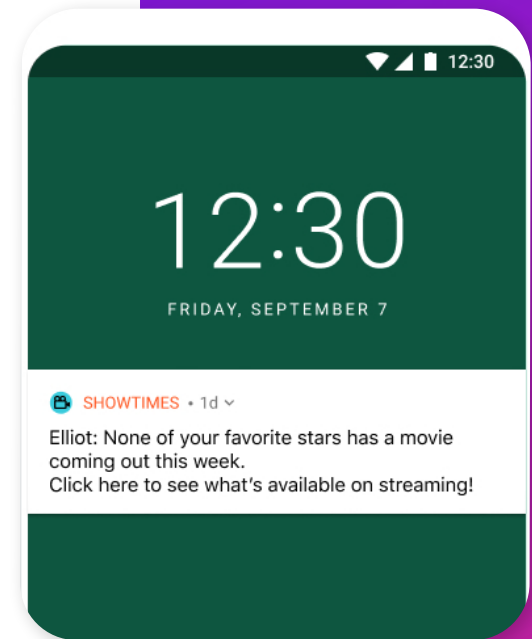 12:30
12:30
FRIDAY, SEPTEMBER 7
SHOWTIMES • 1d
Elliot: None of your favorite stars has a movie
coming out this week.
Click here to see what’s available on streaming!